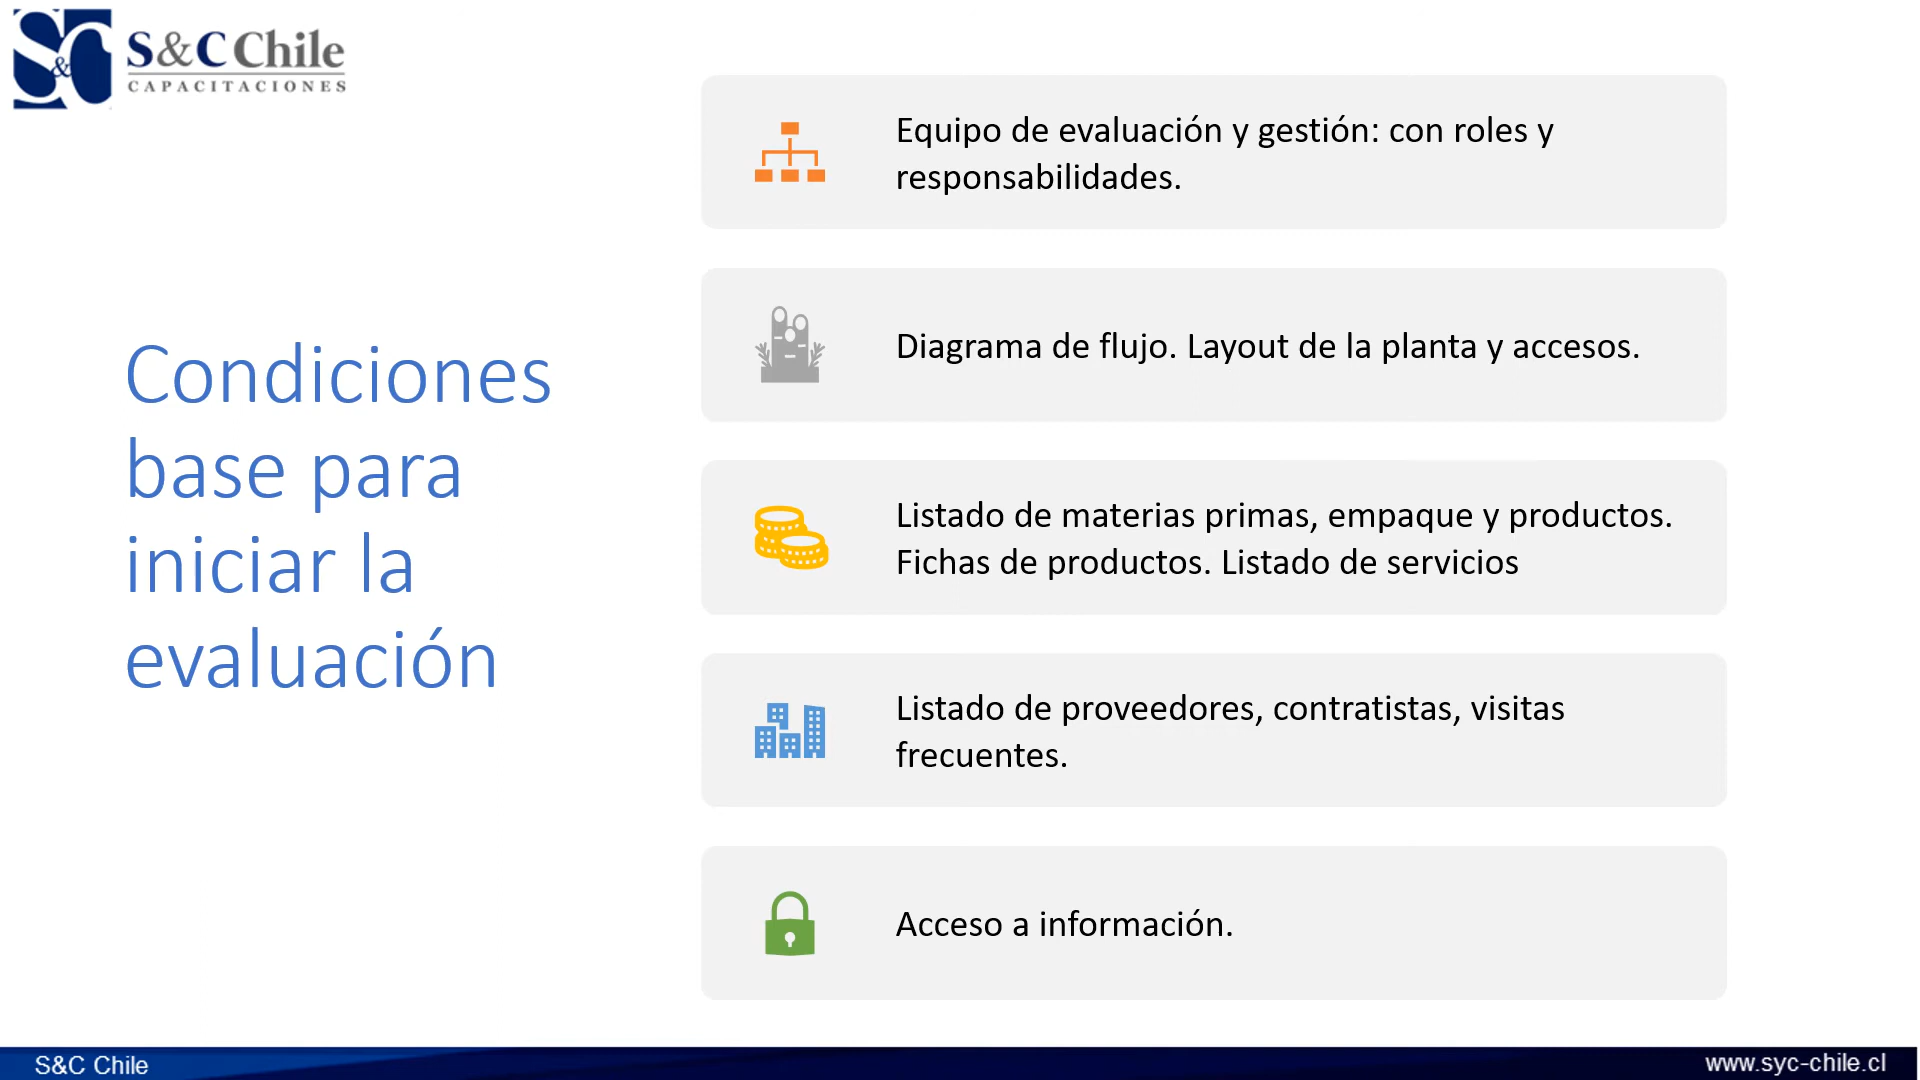 S&C
S&C Chile
CAPACITACIONES
Condiciones
base para
iniciar la
evaluación
Equipo de evaluación y gestión: con roles y
responsabilidades.
Diagrama de flujo. Layout de la planta y accesos.
Listado de materias primas, empaque y productos.
Fichas de productos. Listado de servicios
Listado de proveedores, contratistas, visitas
frecuentes.
Acceso a información.
S&C Chile
www.syc-chile.cl